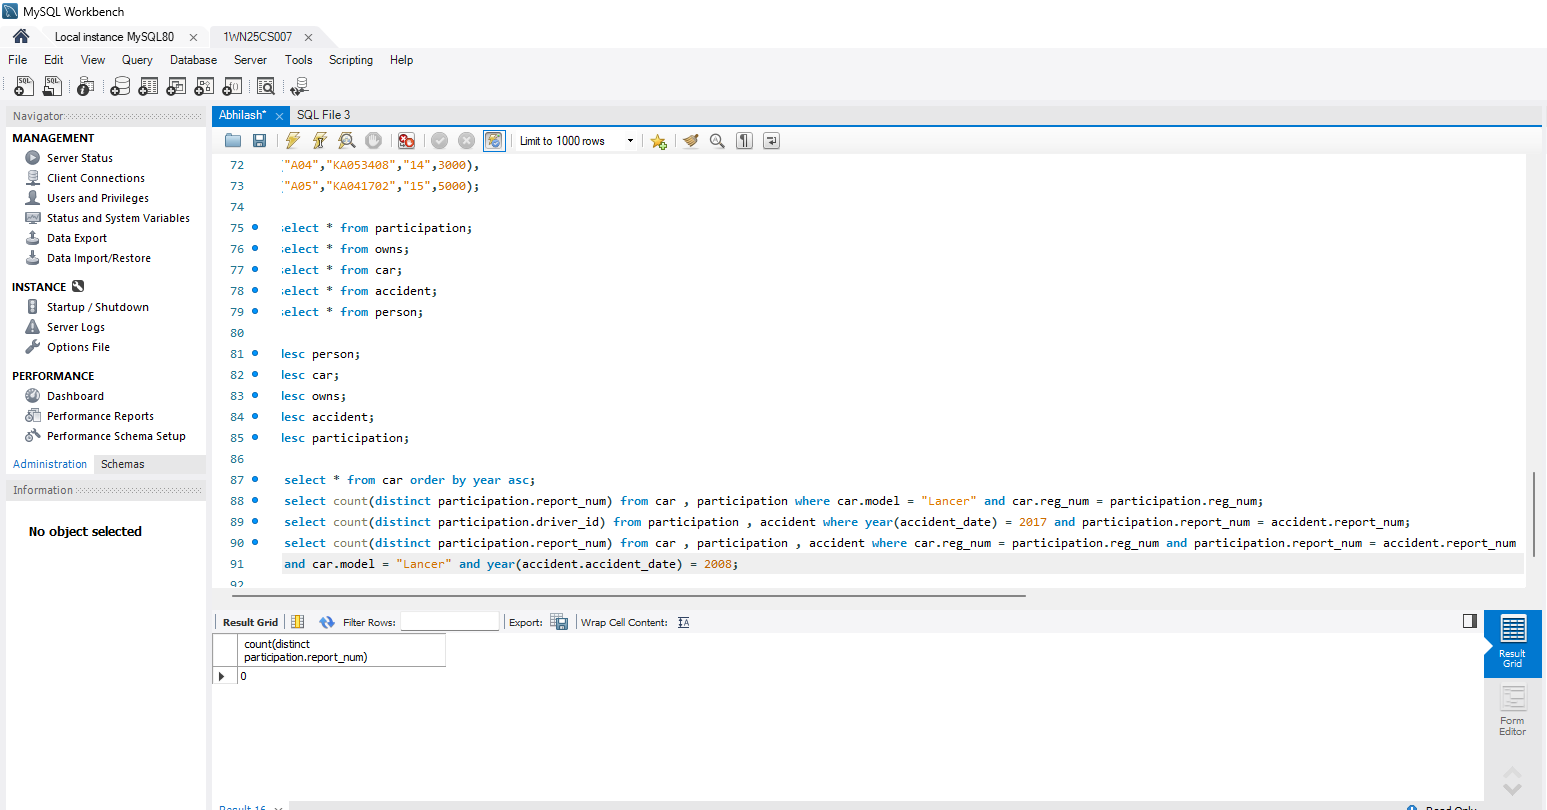 MySQL Workbench
Local instance MySQL80
1WN25CS007
File Edit View Query Database Server Tools Scripting Help
Navigator
MANAGEMENT
Server Status
Client Connections
Users and Privileges
Status and System Variables
Data Export
Data Import/Restore
INSTANCE
Startup / Shutdown
Server Logs
Options File
PERFORMANCE
Dashboard
Performance Reports
Performance Schema Setup
Administration Schemas
Information
No object selected
Abhilash* SQL File 3
Limit to 1000 rows
72 ("A04","KA053408","14",3000),
73 ("A05","KA041702","15",5000);
74
75 select * from participation;
76 select * from owns;
77 select * from car;
78 select * from accident;
79 select * from person;
80
81 desc person;
82 desc car;
83 desc owns;
84 desc accident;
85 desc participation;
86
87 select * from car order by year asc;
88 select count(distinct participation.report_num) from car , participation where car.model = "Lancer" and car.reg_num = participation.reg_num;
89 select count(distinct participation.driver_id) from participation , accident where year(accident_date) = 2017 and participation.report_num = accident.report_num;
90 select count(distinct participation.report_num) from car , participation , accident where car.reg_num = participation.reg_num and participation.report_num = accident.report_num
91 and car.model = "Lancer" and year(accident.accident_date) = 2008;
92
Result Grid Filter Rows: Export: Wrap Cell Content:
count(distinct
participation.report_num)
0
Result
Grid
Form
Editor
Result 16
Read Only